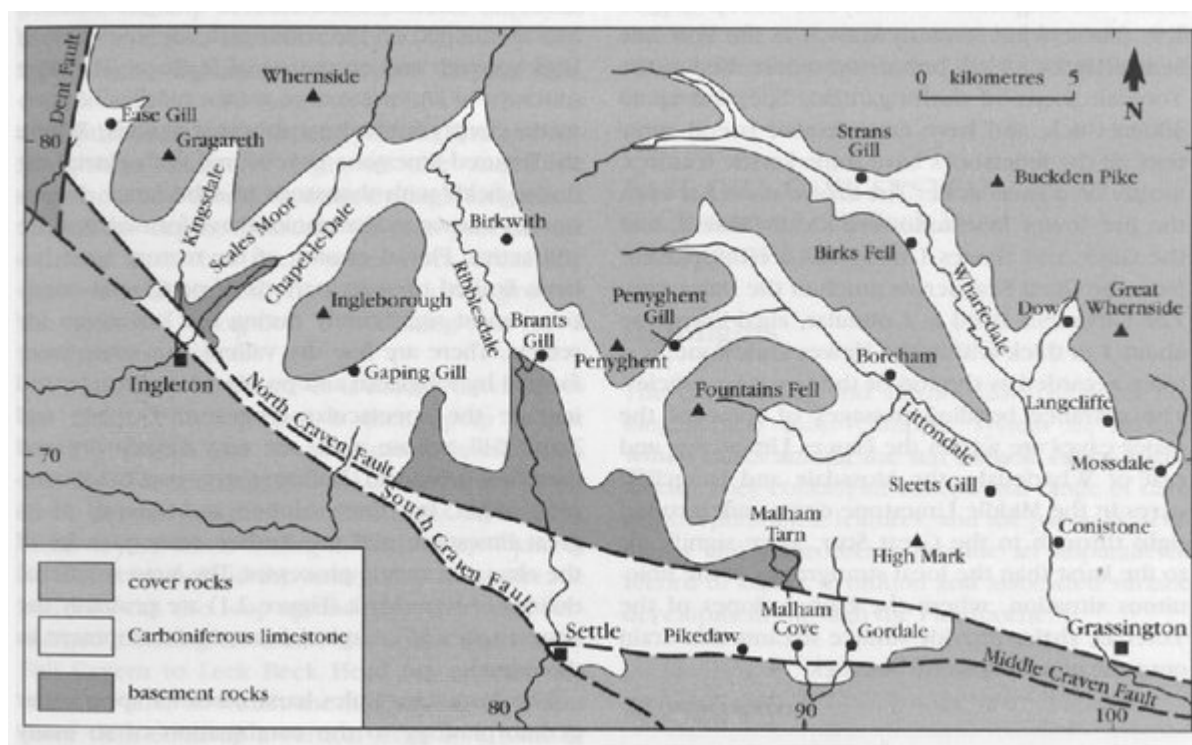 Dent Fault
Whernside
Ease Gill
Gragareth
80
Kingsdale
Scales Moor
Chapel-le-Dale
0 kilometres 5
N
Strans
Gill
Buckden Pike
Birkwith
Ribblesdale
Birks Fell
Wharfedale
Ingleborough
Brants
Gill
Penyghent
Gill
Penyghent
Dow
Great
Whernside
Ingleton
Gaping Gill
Fountains Fell
Boreham
Littondale
Langcliffe
70
North
Craven Fault
South
Craven Fault
Sleets Gill
Mossdale
Malham
Tarn
High Mark
Conistone
cover rocks
Carboniferous limestone
basement rocks
Settle
Pikedaw
Malham
Cove
Gordale
Grassington
Middle Craven Fault
80
90
100